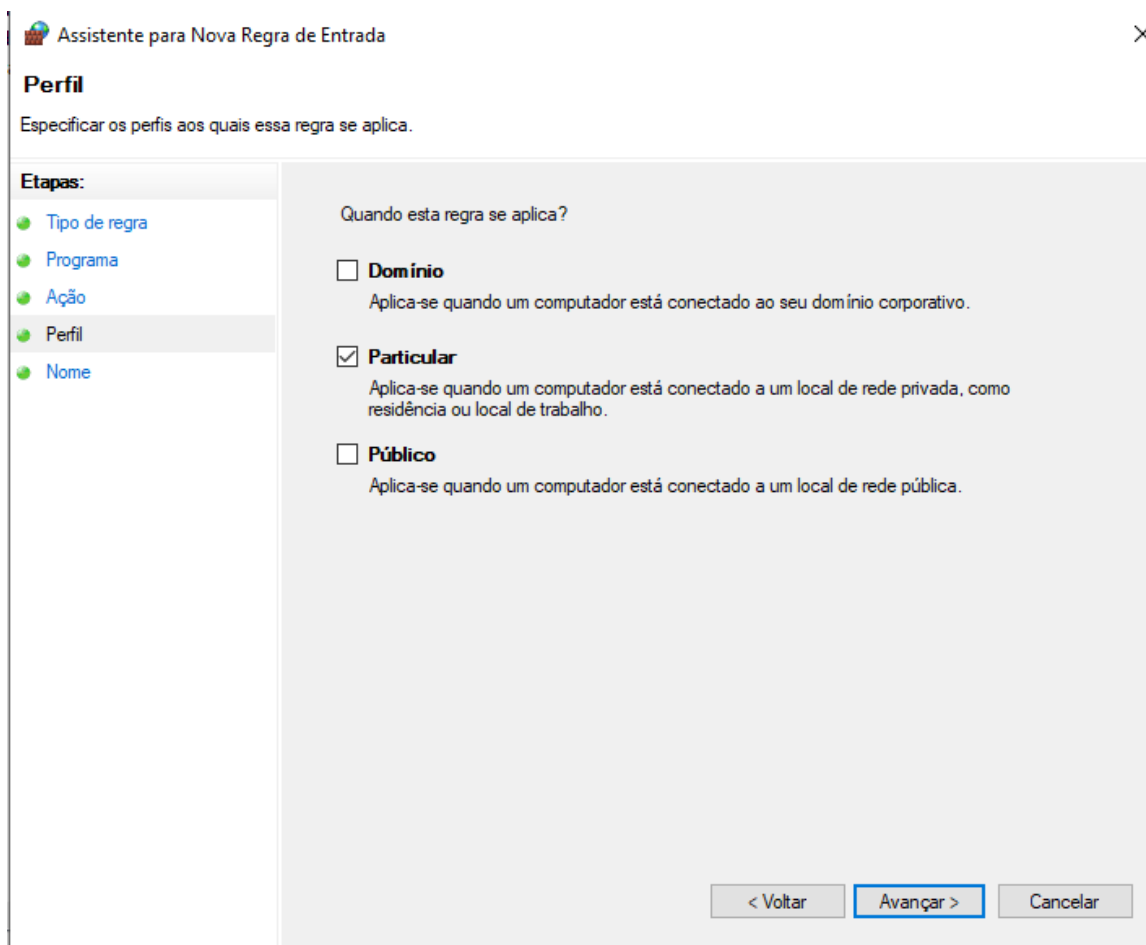 Assistente para Nova Regra de Entrada
Perfil
Especificar os perfis aos quais essa regra se aplica.
Etapas:
Tipo de regra
Programa
Ação
Perfil
Nome
Quando esta regra se aplica?
Domínio
Aplica-se quando um computador está conectado ao seu domínio corporativo.
Particular
Aplica-se quando um computador está conectado a um local de rede privada, como
residência ou local de trabalho.
Público
Aplica-se quando um computador está conectado a um local de rede pública.
< Voltar
Avançar >
Cancelar